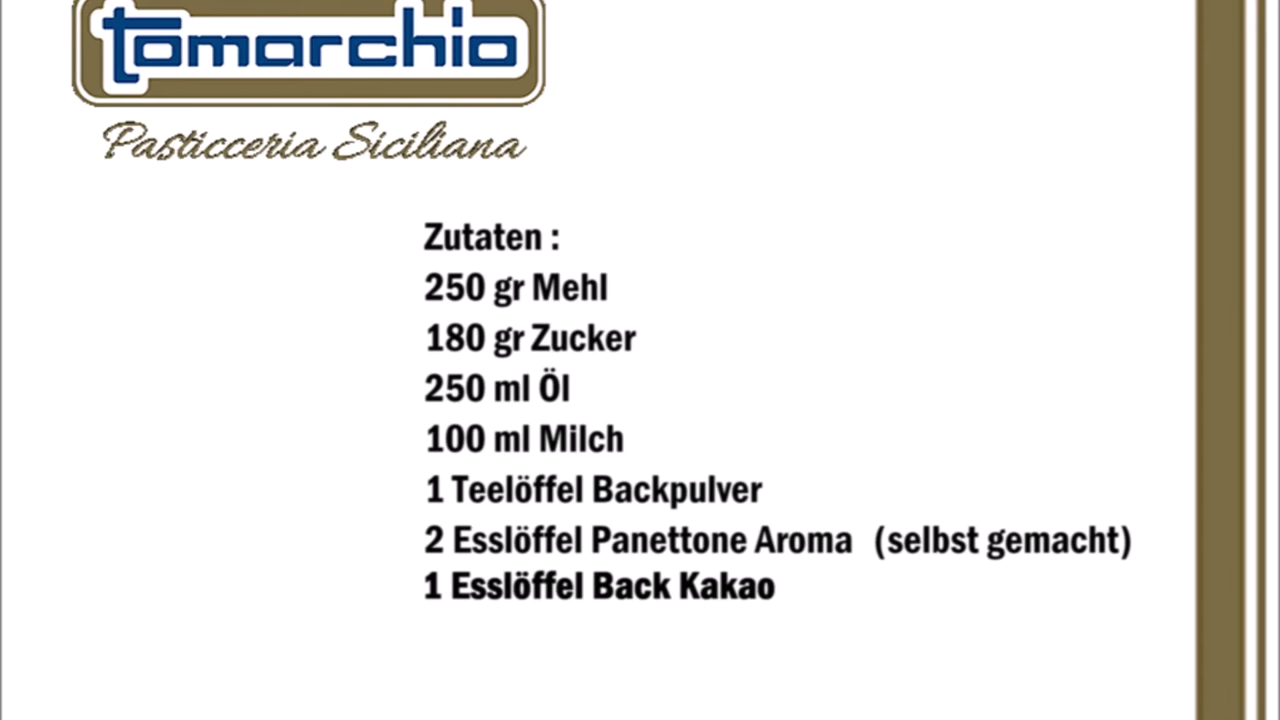 tomarchio
Pasticceria Siciliana
Zutaten :
250 gr Mehl
180 gr Zucker
250 ml Öl
100 ml Milch
1 Teelöffel Backpulver
2 Esslöffel Panettone Aroma (selbst gemacht)
1 Esslöffel Back Kakao